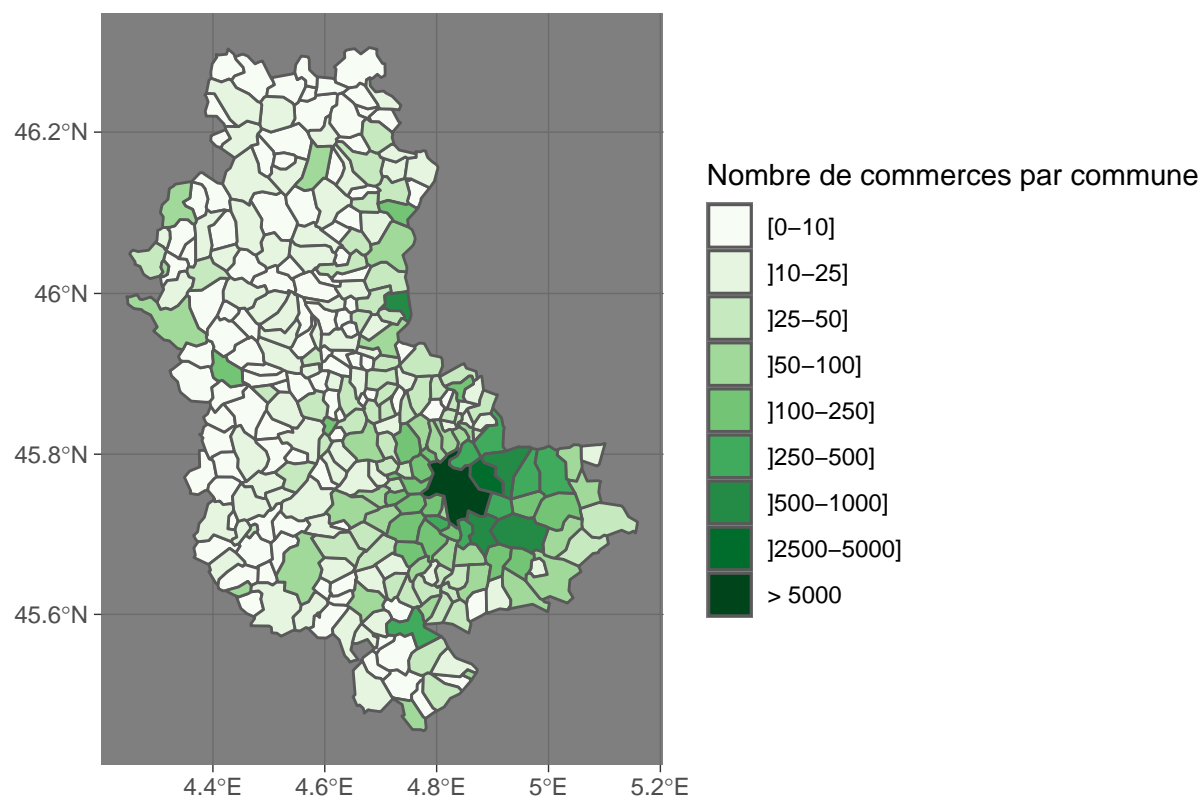 46.2°N
46°N
45.8°N
45.6°N
4.4°E
4.6°E
4.8°E
5°E
5.2°E
Nombre de commerces par commune
[0−10]
]10−25]
]25−50]
]50−100]
]100−250]
]250−500]
]500−1000]
]2500−5000]
> 5000